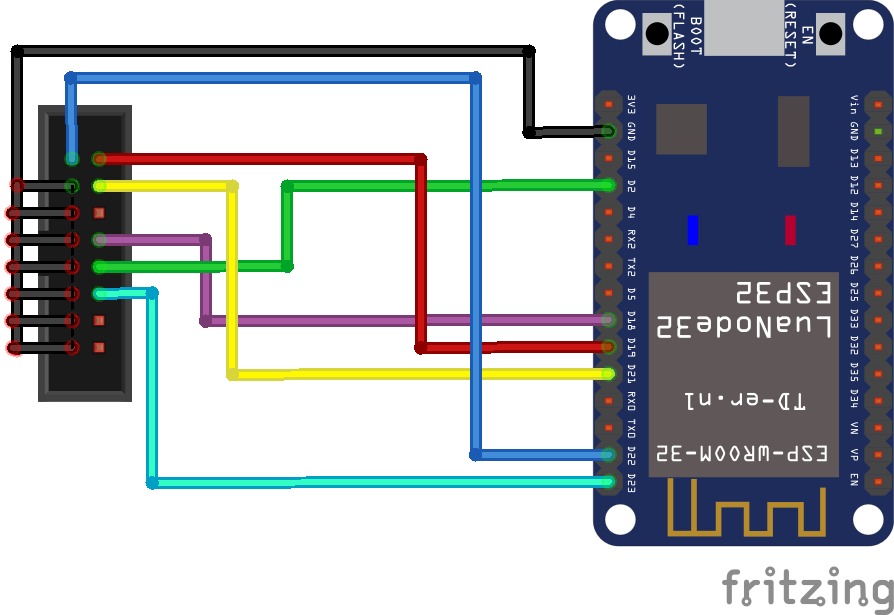 BOOT
(FLASH)
EN
(RESET)
3V3
GND
D15
D2
D4
RX2
TX2
D5
D18
D19
D21
RX0
TX0
D22
D23
Vin
GND
D13
D12
D14
D27
D26
D25
D33
D32
D35
D34
VN
VP
EN
ESP-WROOM-32
TD-er.nl
LuaNode32
ESP32
fritzing